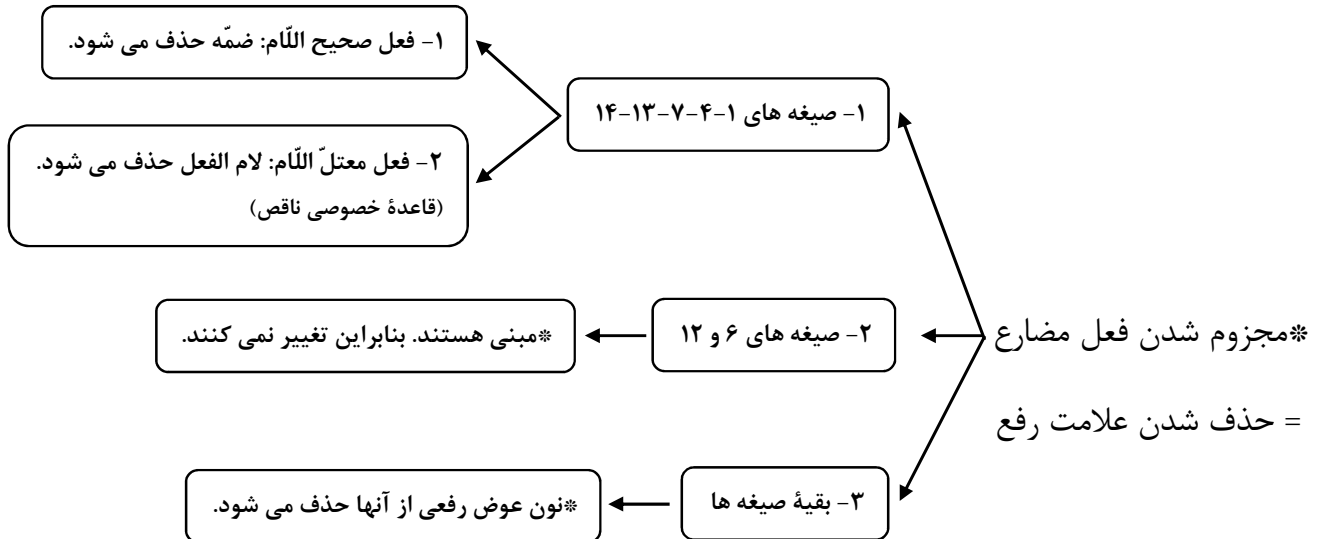 *مجزوم شدن فعل مضارع
= حذف شدن علامت رفع
۱- صیغه های ۱-۴-۷-۱۳-۱۴
۱- فعل صحیح اللّام: ضمّه حذف می شود.
۲- فعل معتلّ اللّام: لام الفعل حذف می شود.
(قاعدۀ خصوصی ناقص)
۲- صیغه های ۶ و ۱۲
*مبنی هستند. بنابراین تغییر نمی کنند.
۳- بقیۀ صیغه ها
*نون عوض رفعی از آنها حذف می شود.